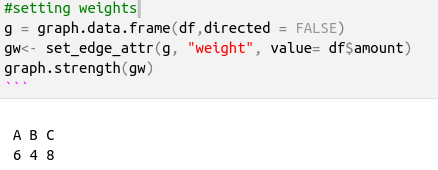 #setting weights
g = graph.data.frame(df,directed = FALSE)
gw<- set_edge_attr(g, "weight", value= df$amount)
graph.strength(gw)
```
A B C
6 4 8